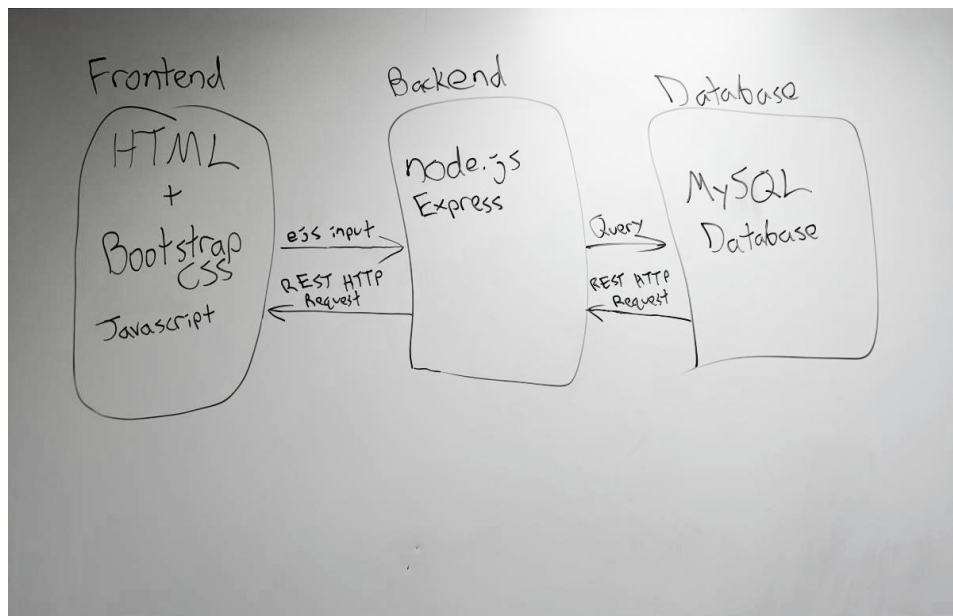 Frontend
HTML
+
Bootstrap
CSS
Javascript
ejs input
REST HTTP
Request
Backend
node.js
Express
Query
REST HTTP
Request
Database
MySQL
Database